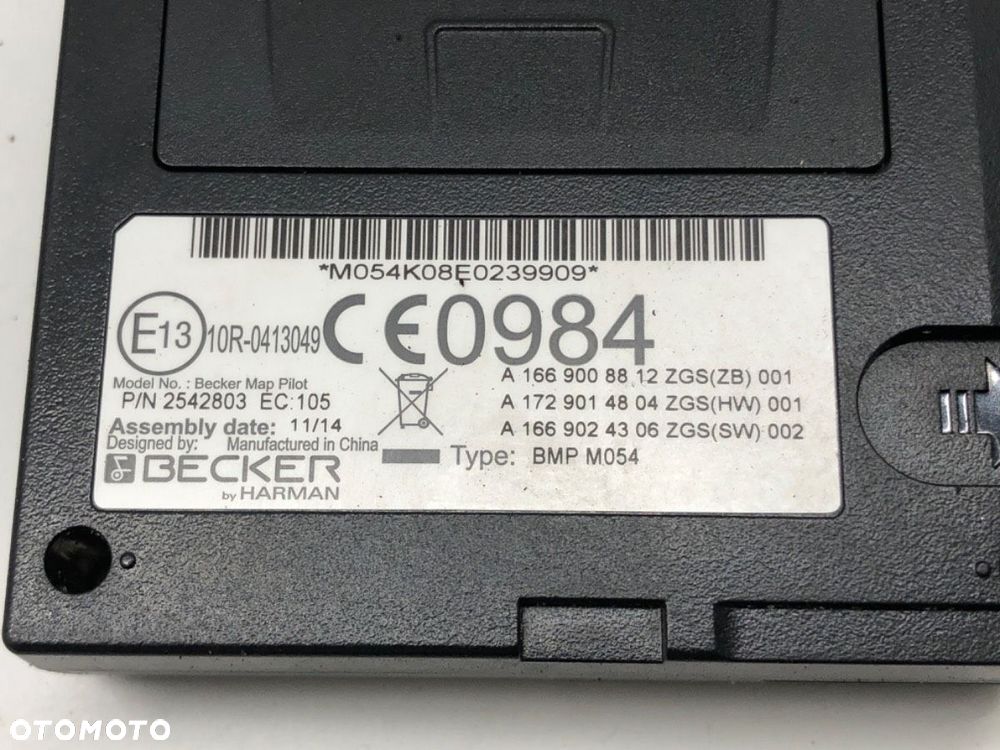 *M054K08E0239909*
E13 10R-0413049 CE0984
Model No. : Becker Map Pilot
P/N 2542803 EC:105
Assembly date: 11/14
Designed by: Manufactured in China
BECKER
by HARMAN
A 166 900 88 12 ZGS(ZB) 001
A 172 901 48 04 ZGS(HW) 001
A 166 902 43 06 ZGS(SW) 002
Type: BMP M054
OTOMOTO